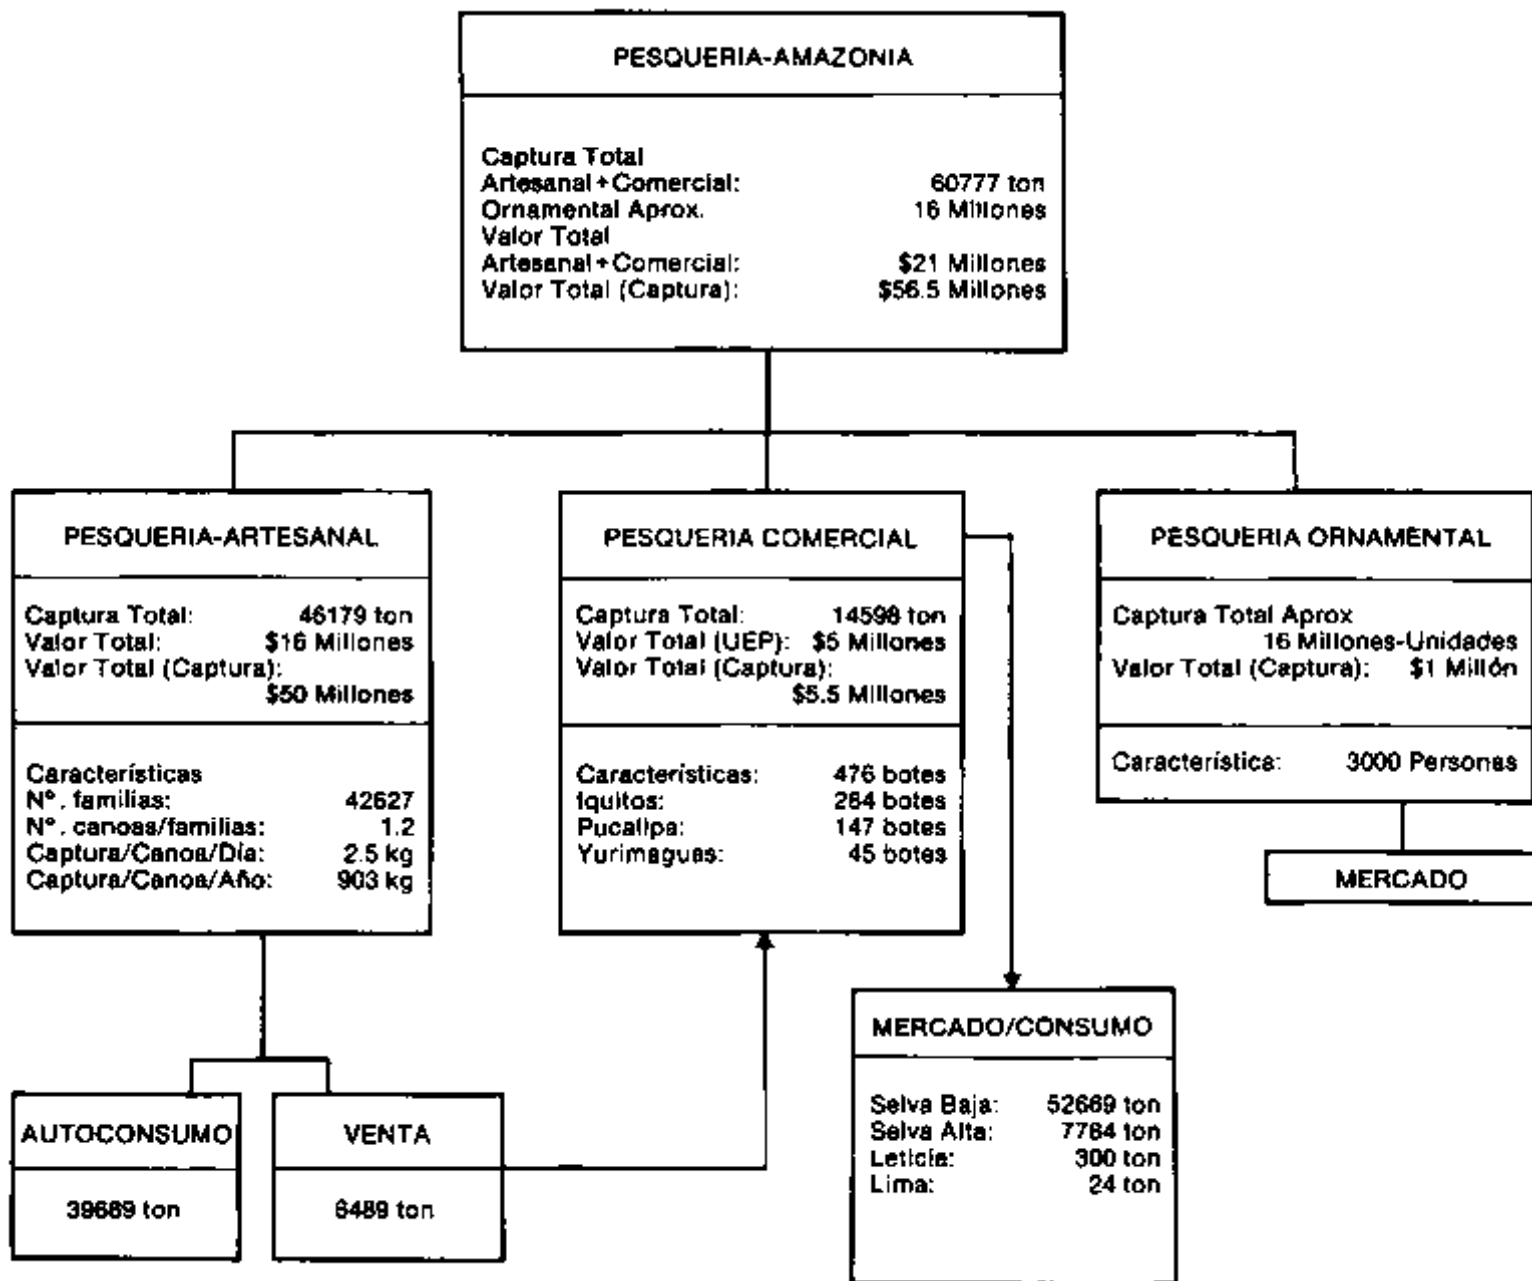 PESQUERIA-AMAZONIA
Captura Total
Artesanal+Comercial: 60777 ton
Ornamental Aprox. 16 Millones
Valor Total
Artesanal+Comercial: $21 Millones
Valor Total (Captura): $56.5 Millones
PESQUERIA-ARTESANAL
Captura Total: 46179 ton
Valor Total: $16 Millones
Valor Total (Captura):
$50 Millones
Características
Nº. familias: 42627
Nº. canoas/familias: 1.2
Captura/Canoa/Día: 2.5 kg
Captura/Canoa/Año: 903 kg
PESQUERIA COMERCIAL
Captura Total: 14598 ton
Valor Total (UEP): $5 Millones
Valor Total (Captura):
$5.5 Millones
Características: 476 botes
Iquitos: 284 botes
Pucallpa: 147 botes
Yurimaguas: 45 botes
PESQUERIA ORNAMENTAL
Captura Total Aprox
16 Millones-Unidades
Valor Total (Captura): $1 Millón
Característica: 3000 Personas
MERCADO
MERCADO/CONSUMO
Selva Baja: 52669 ton
Selva Alta: 7784 ton
Leticia: 300 ton
Lima: 24 ton
AUTOCONSUMO
39689 ton
VENTA
6489 ton